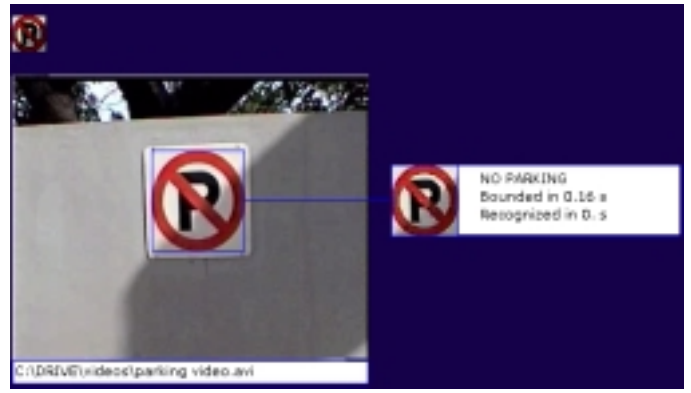 P
P
P
NO PARKING
Bounded in 0.16 s
Recognized in 0. s
C:\DRIVE\videos\parking video.avi